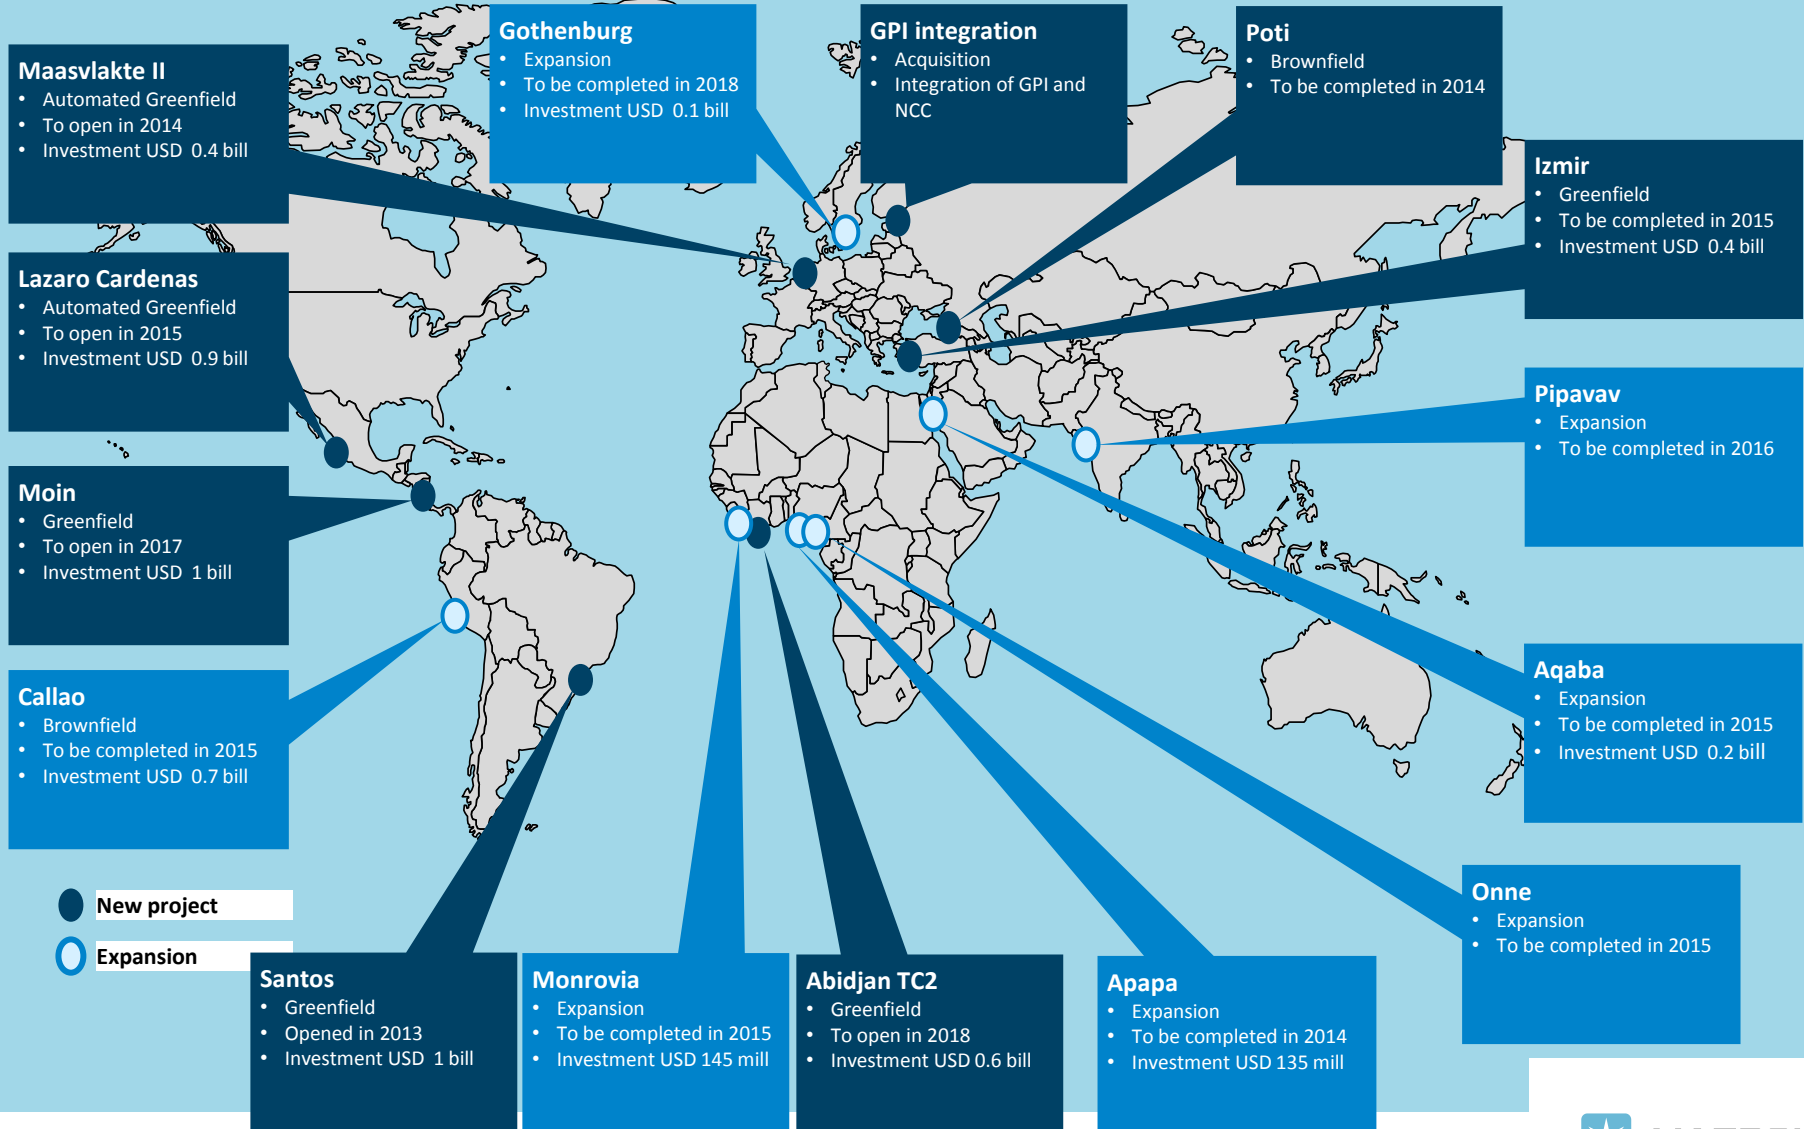 Maasvlakte II
• Automated Greenfield
• To open in 2014
• Investment USD 0.4 bill
Gothenburg
• Expansion
• To be completed in 2018
• Investment USD 0.1 bill
GPI integration
• Acquisition
• Integration of GPI and
NCC
Poti
• Brownfield
• To be completed in 2014
Izmir
• Greenfield
• To be completed in 2015
• Investment USD 0.4 bill
Lazaro Cardenas
• Automated Greenfield
• To open in 2015
• Investment USD 0.9 bill
Pipavav
• Expansion
• To be completed in 2016
Moin
• Greenfield
• To open in 2017
• Investment USD 1 bill
Callao
• Brownfield
• To be completed in 2015
• Investment USD 0.7 bill
Aqaba
• Expansion
• To be completed in 2015
• Investment USD 0.2 bill
Onne
• Expansion
• To be completed in 2015
New project
Expansion
Santos
• Greenfield
• Opened in 2013
• Investment USD 1 bill
Monrovia
• Expansion
• To be completed in 2015
• Investment USD 145 mill
Abidjan TC2
• Greenfield
• To open in 2018
• Investment USD 0.6 bill
Apapa
• Expansion
• To be completed in 2014
• Investment USD 135 mill